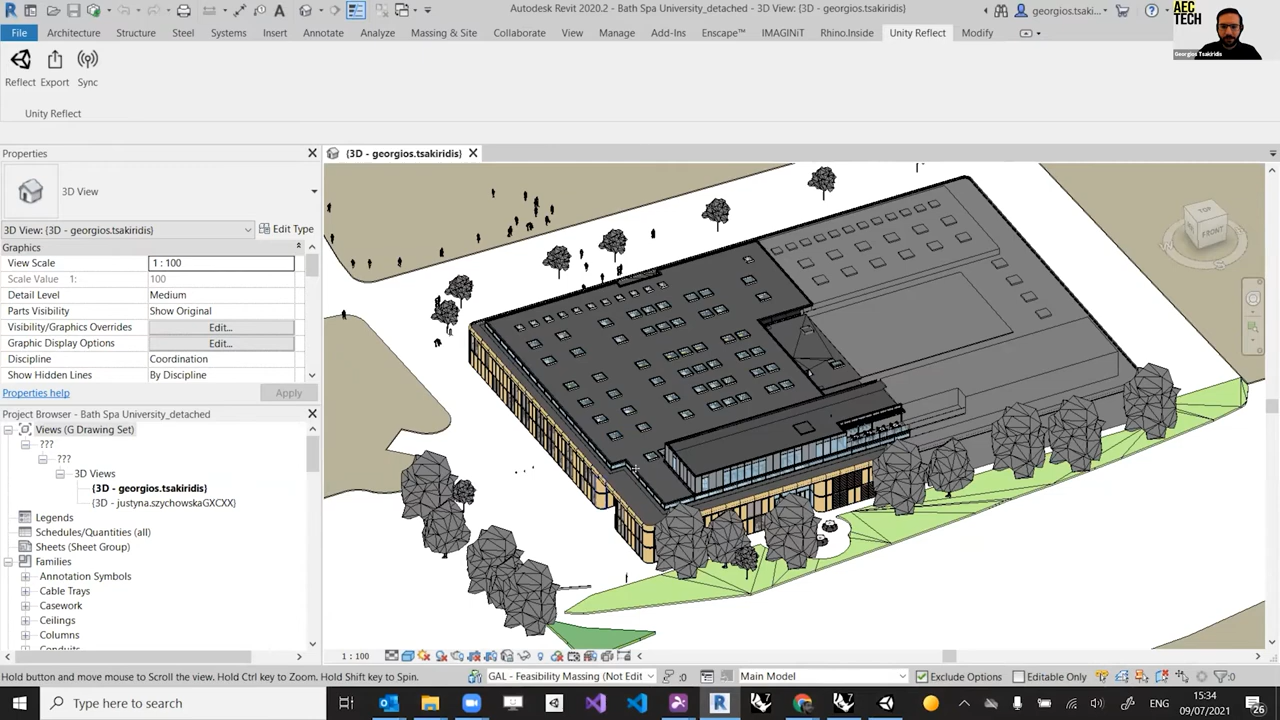 Autodesk Revit 2020.2 - Bath Spa University_detached - 3D View: {3D - georgios.tsakiridis}
georgios.tsaki...
AEC
TECH
Georgios Tsakiridis
File Architecture Structure Steel Systems Insert Annotate Analyze Massing & Site Collaborate View Manage Add-Ins Enscape™ IMAGINiT Rhino.Inside Unity Reflect Modify
Reflect Export Sync
Unity Reflect
Properties
{3D - georgios.tsakiridis}
3D View
3D View: {3D - georgios.tsakiridis}
Edit Type
Graphics
View Scale 1 : 100
Scale Value 1: 100
Detail Level Medium
Parts Visibility Show Original
Visibility/Graphics Overrides Edit...
Graphic Display Options Edit...
Discipline Coordination
Show Hidden Lines By Discipline
Properties help Apply
Project Browser - Bath Spa University_detached
Views (G Drawing Set)
???
???
3D Views
{3D - georgios.tsakiridis}
{3D - justyna.szychowskaGXCXX}
Legends
Schedules/Quantities (all)
Sheets (Sheet Group)
Families
Annotation Symbols
Cable Trays
Casework
Ceilings
Columns
Conduits
TOP
FRONT
1 : 100
Hold button and move mouse to Scroll the view. Hold Ctrl key to Zoom. Hold Shift key to Spin.
GAL - Feasibility Massing (Not Edit
:0
Main Model
Exclude Options
Editable Only
:0
Type here to search
ENG
15:34
09/07/2021
26